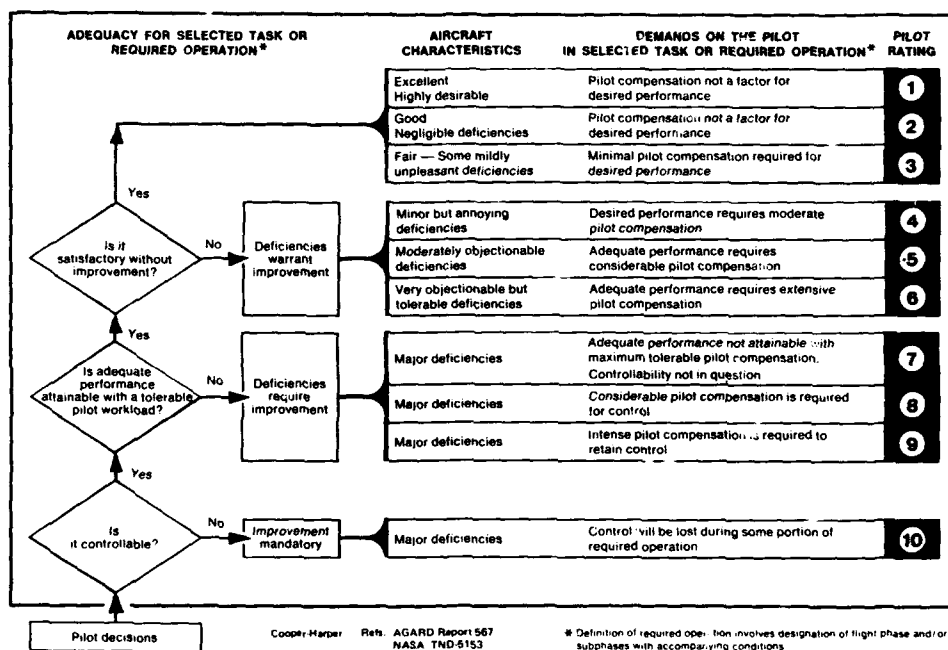 ADEQUACY FOR SELECTED TASK OR
REQUIRED OPERATION*
AIRCRAFT
CHARACTERISTICS
DEMANDS ON THE PILOT
IN SELECTED TASK OR REQUIRED OPERATION*
PILOT
RATING
Excellent
Highly desirable
Pilot compensation not a factor for
desired performance
1
Good
Negligible deficiencies
Pilot compensation not a factor for
desired performance
2
Fair — Some mildly
unpleasant deficiencies
Minimal pilot compensation required for
desired performance
3
Yes
Is it
satisfactory without
improvement?
No
Deficiencies
warrant
improvement
Minor but annoying
deficiencies
Desired performance requires moderate
pilot compensation
4
Moderately objectionable
deficiencies
Adequate performance requires
considerable pilot compensation
5
Very objectionable but
tolerable deficiencies
Adequate performance requires extensive
pilot compensation
6
Yes
Is adequate
performance
attainable with a tolerable
pilot workload?
No
Deficiencies
require
improvement
Major deficiencies
Adequate performance not attainable with
maximum tolerable pilot compensation.
Controllability not in question
7
Major deficiencies
Considerable pilot compensation is required
for control
8
Major deficiencies
Intense pilot compensation is required to
retain control
9
Yes
Is
it controllable?
No
Improvement
mandatory
Major deficiencies
Control will be lost during some portion of
required operation
10
Pilot decisions
Cooper-Harper Refs. AGARD Report 567
NASA TND-5153
* Definition of required operation involves designation of flight phase and/or
subphases with accompanying conditions